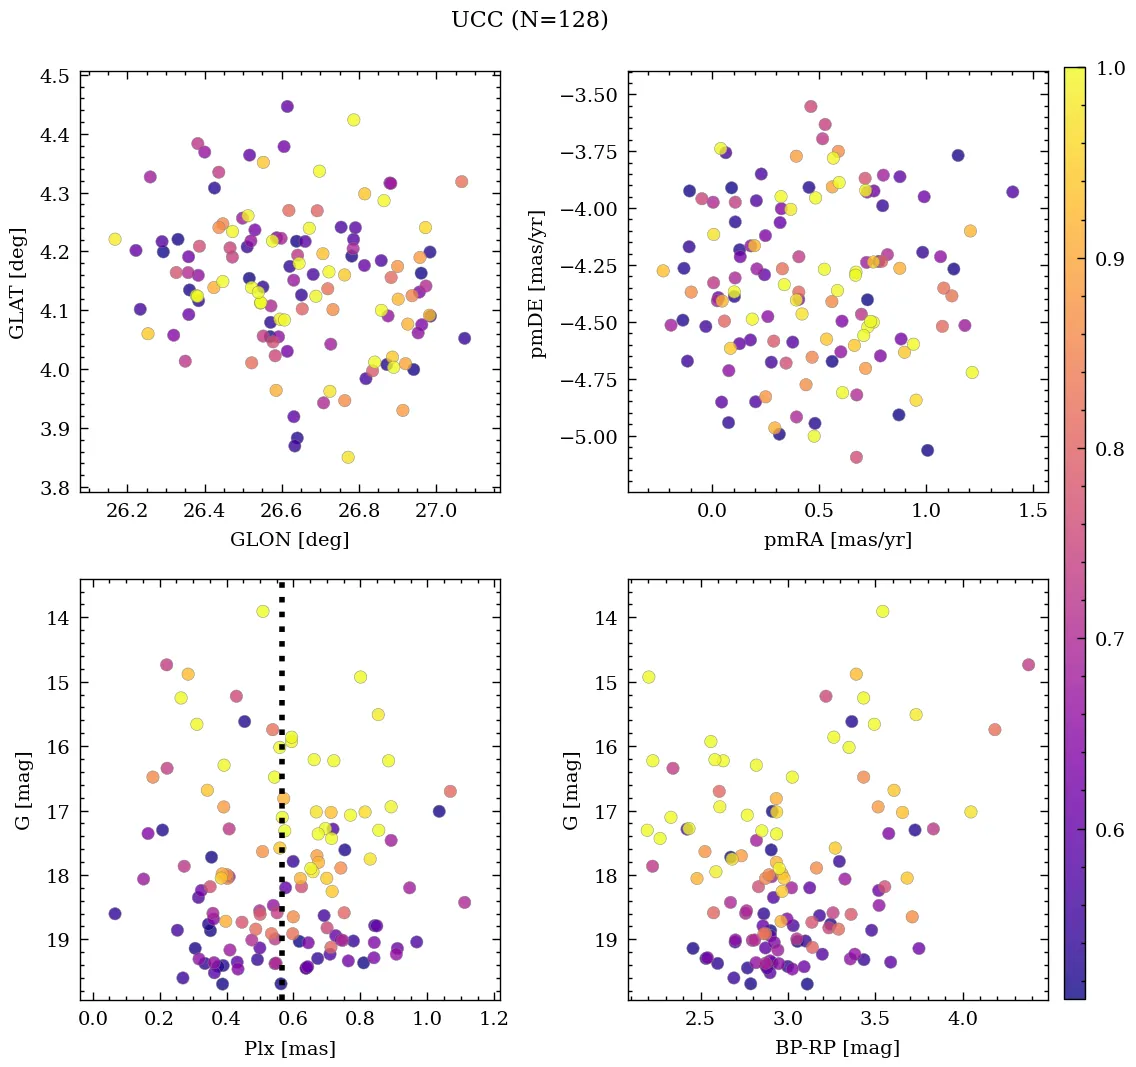 UCC (N=128)
4.5
4.4
4.3
4.2
4.1
4.0
3.9
3.8
GLAT [deg]
26.2 26.4 26.6 26.8 27.0
GLON [deg]
−3.50
−3.75
−4.00
−4.25
−4.50
−4.75
−5.00
pmDE [mas/yr]
0.0 0.5 1.0 1.5
pmRA [mas/yr]
14
15
16
17
18
19
G [mag]
0.0 0.2 0.4 0.6 0.8 1.0 1.2
Plx [mas]
14
15
16
17
18
19
G [mag]
2.5 3.0 3.5 4.0
BP-RP [mag]
1.0
0.9
0.8
0.7
0.6